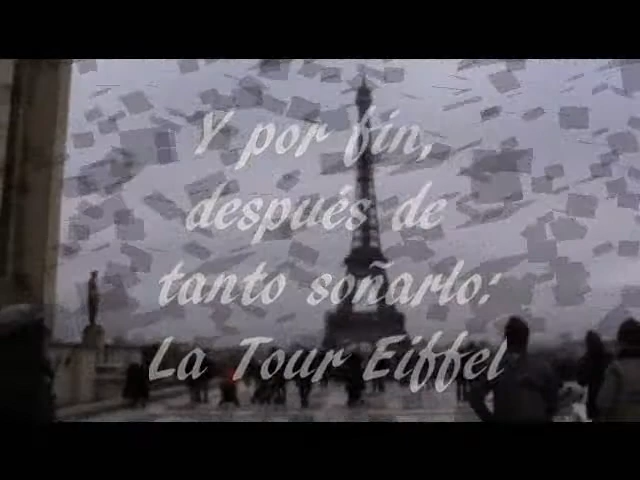 Y por fin,
después de
tanto soñarlo:
La Tour Eiffel